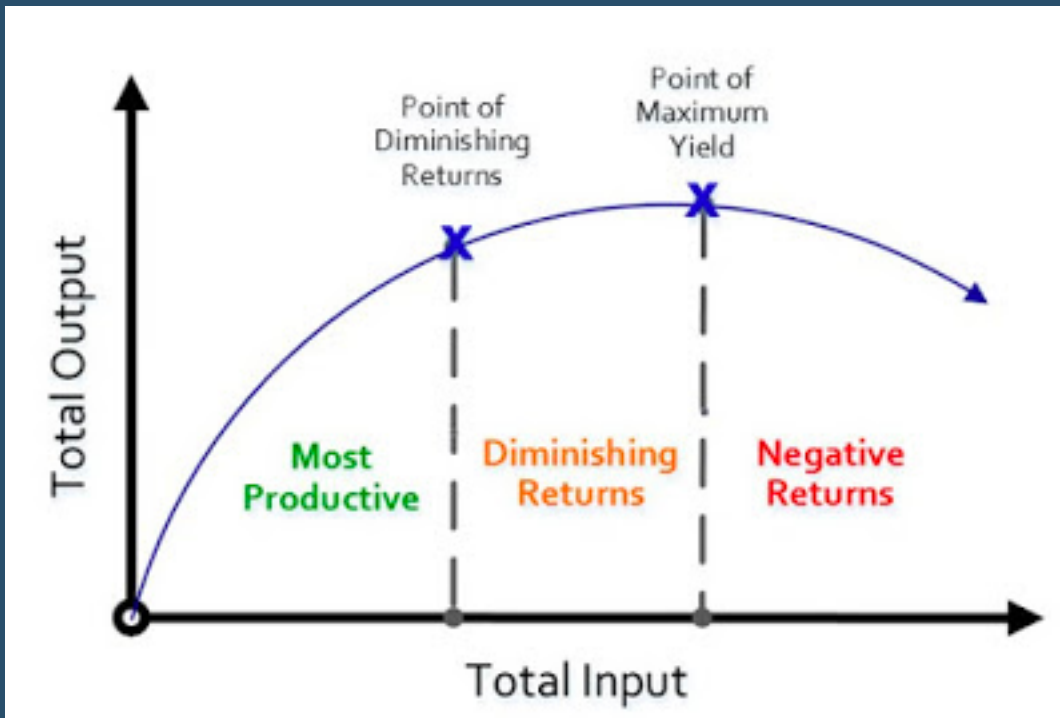 Point of
Diminishing
Returns
Point of
Maximum
Yield
X
X
Total Output
Most
Productive
Diminishing
Returns
Negative
Returns
Total Input